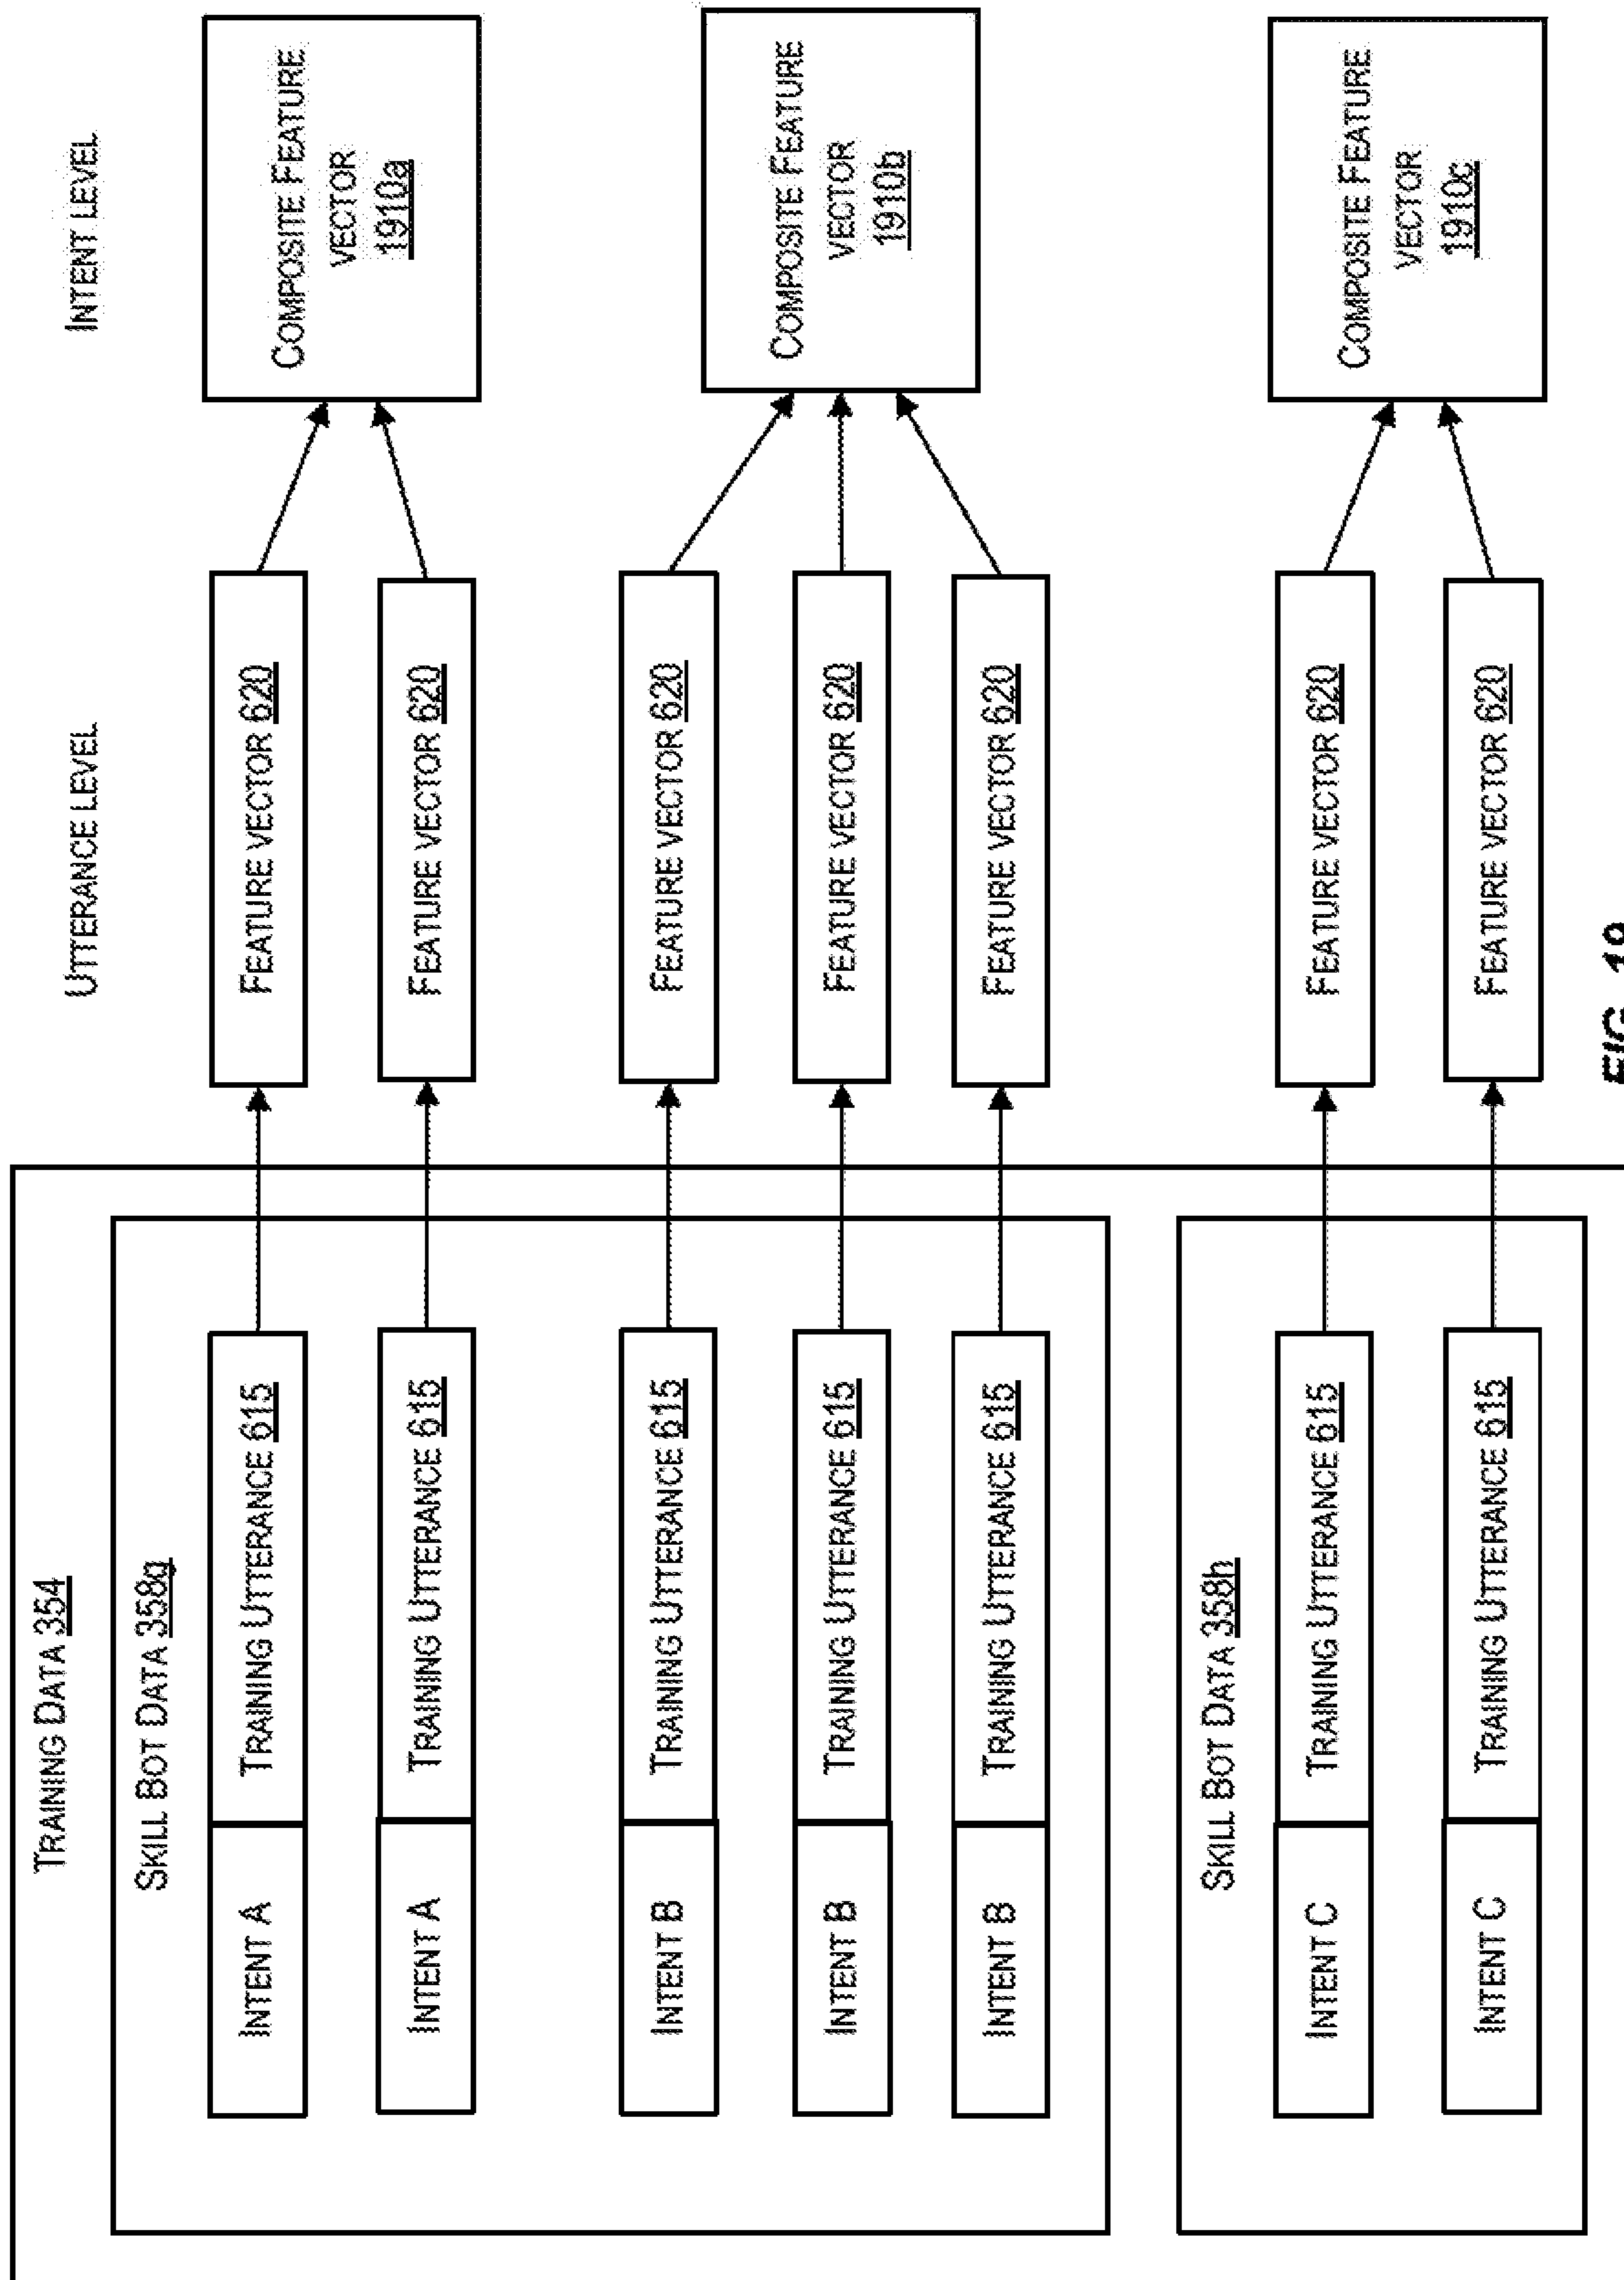 TRAINING DATA 354
UTTERANCE LEVEL
INTENT LEVEL
SKILL BOT DATA 358g
INTENT A
TRAINING UTTERANCE 615
FEATURE VECTOR 620
INTENT A
TRAINING UTTERANCE 615
FEATURE VECTOR 620
COMPOSITE FEATURE
VECTOR
1910a
INTENT B
TRAINING UTTERANCE 615
FEATURE VECTOR 620
INTENT B
TRAINING UTTERANCE 615
FEATURE VECTOR 620
INTENT B
TRAINING UTTERANCE 615
FEATURE VECTOR 620
COMPOSITE FEATURE
VECTOR
1910b
SKILL BOT DATA 358h
INTENT C
TRAINING UTTERANCE 615
FEATURE VECTOR 620
INTENT C
TRAINING UTTERANCE 615
FEATURE VECTOR 620
COMPOSITE FEATURE
VECTOR
1910c
FIG. 19